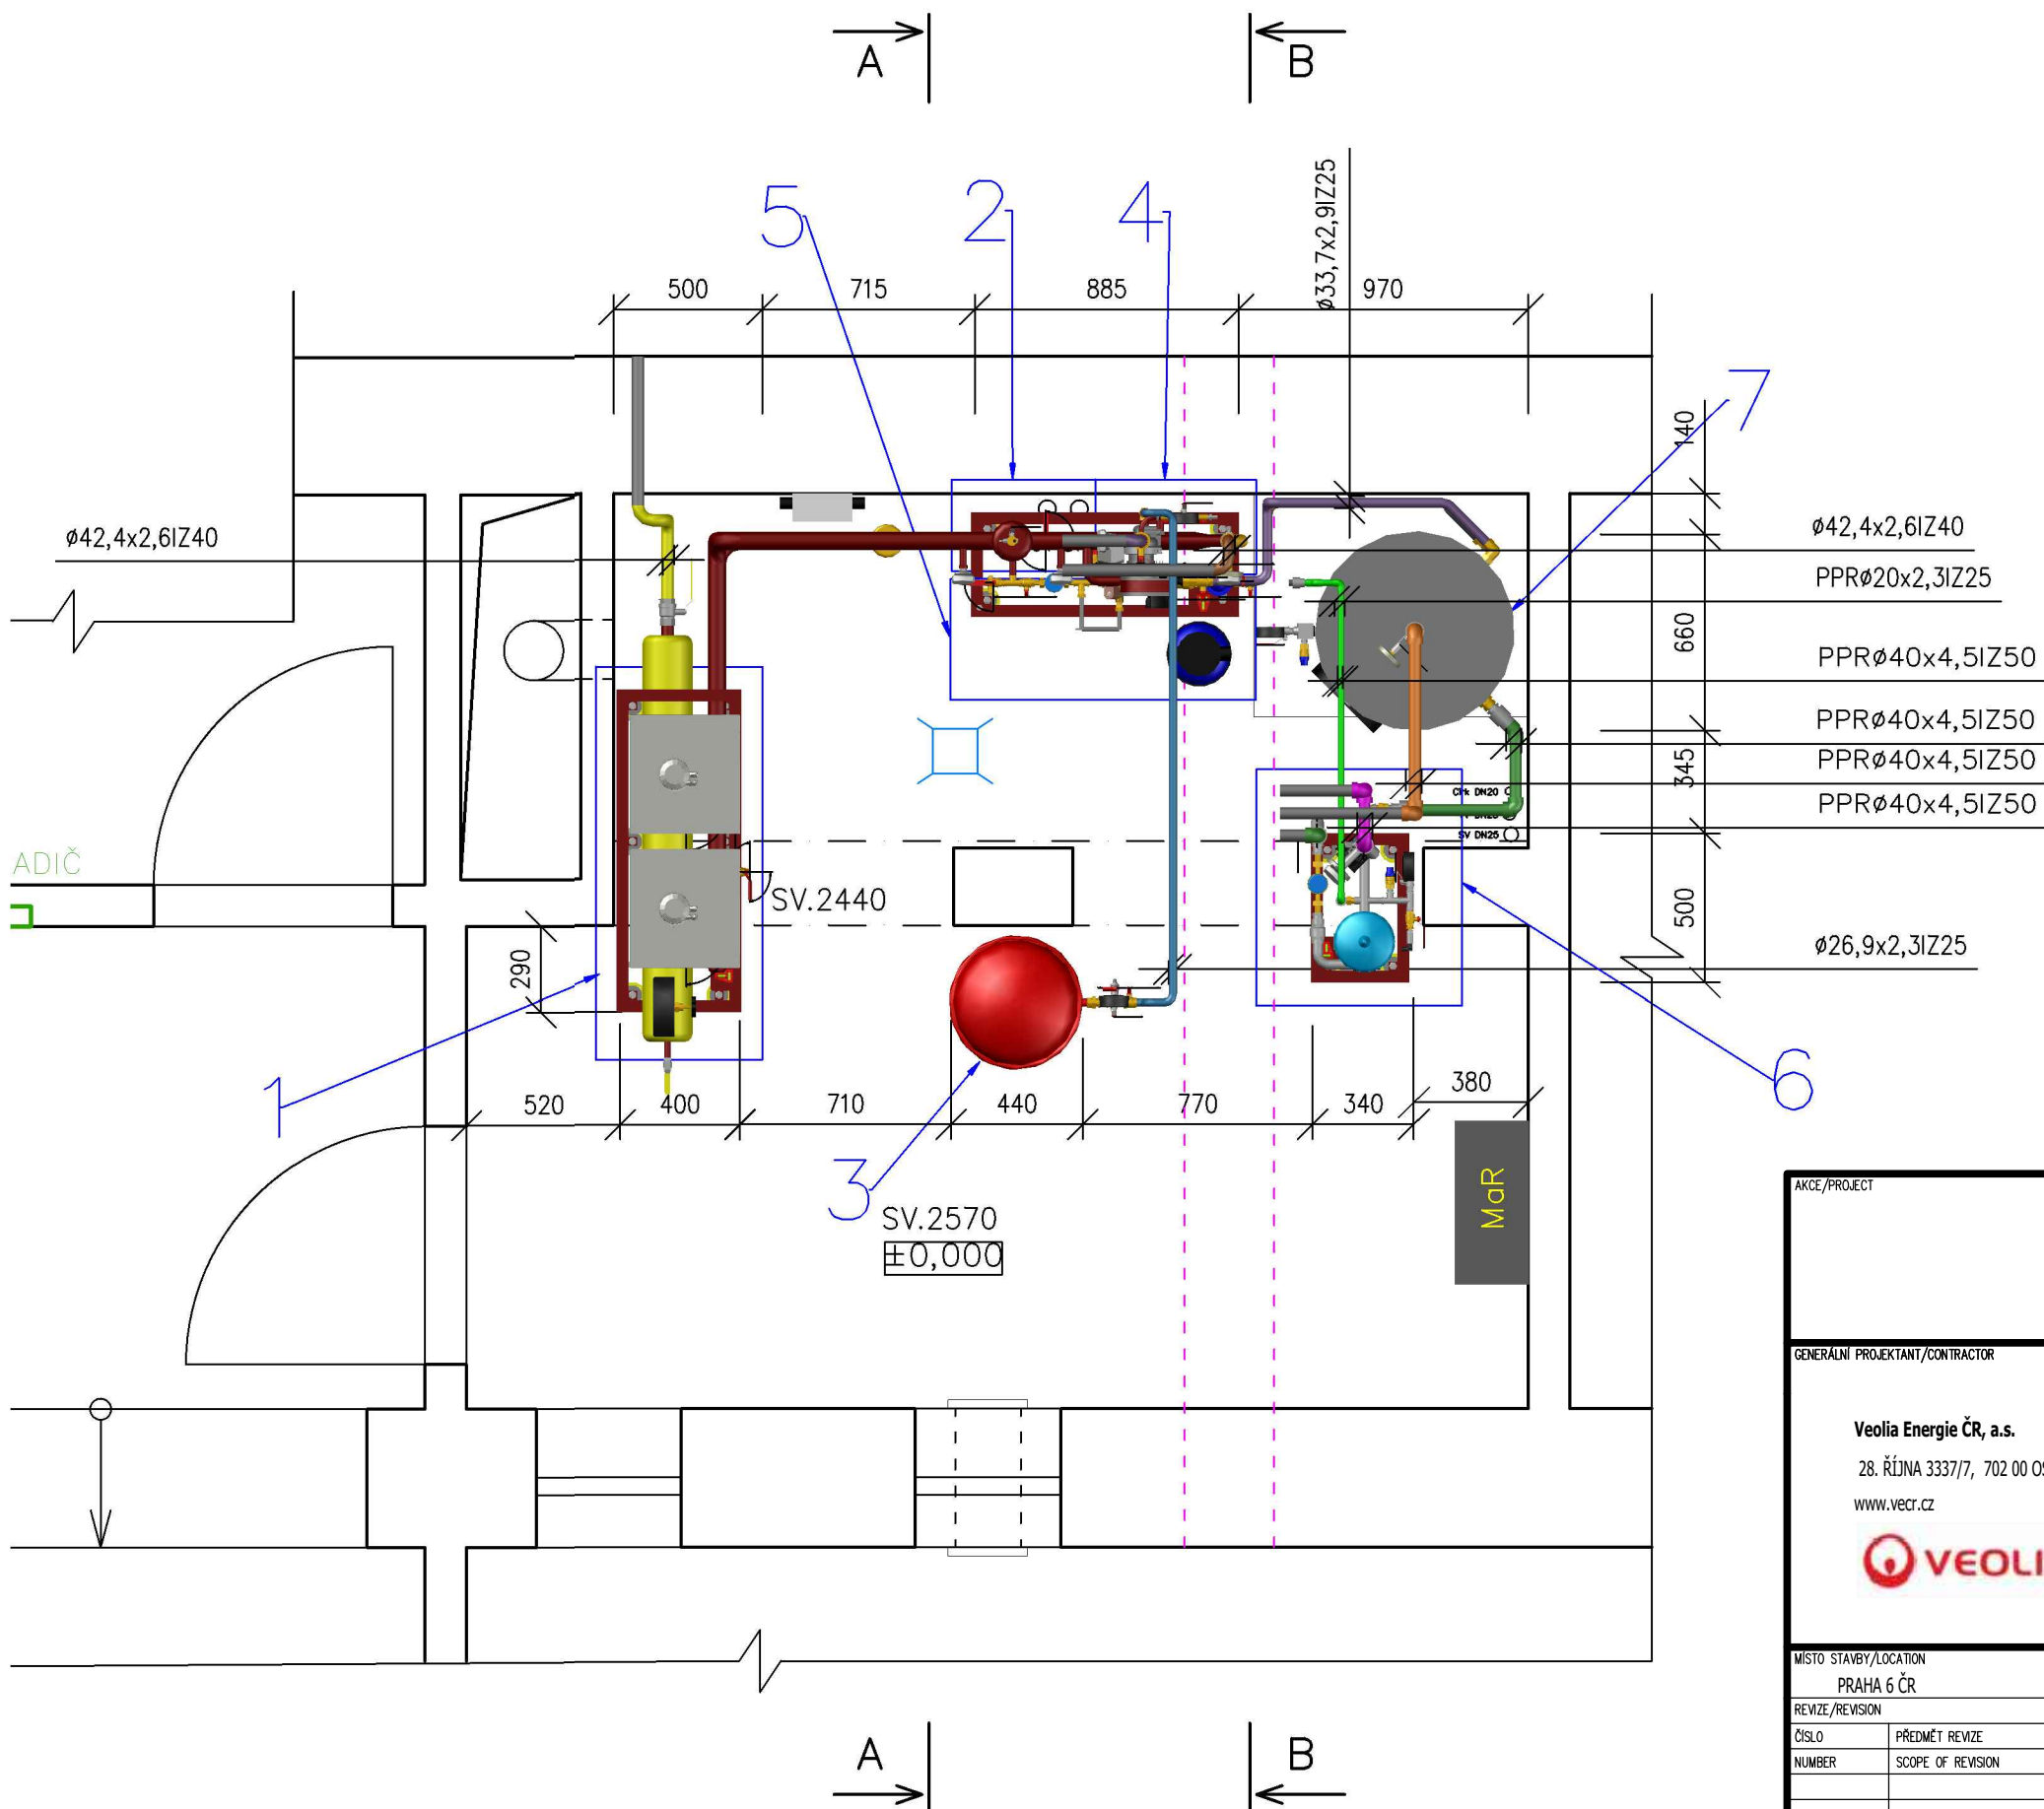 A
B
5
2
4
ø33,7x2,9IZ25
500
715
885
970
7
140
ø42,4x2,6IZ40
ø42,4x2,6IZ40
PPRø20x2,3IZ25
660
PPRø40x4,5IZ50
PPRø40x4,5IZ50
345
PPRø40x4,5IZ50
Cirk DN20
PPRø40x4,5IZ50
SV DN25
ADIČ
SV.2440
500
290
ø26,9x2,3IZ25
1
6
520
400
710
440
770
340
380
3
MaR
SV.2570
±0,000
AKCE/PROJECT
GENERÁLNÍ PROJEKTANT/CONTRACTOR
Veolia Energie ČR, a.s.
28. ŘÍJNA 3337/7, 702 00 OS
www.vecr.cz
VEOLI
MÍSTO STAVBY/LOCATION
PRAHA 6 ČR
REVIZE/REVISION
ČÍSLO PŘEDMĚT REVIZE
NUMBER SCOPE OF REVISION
A
B